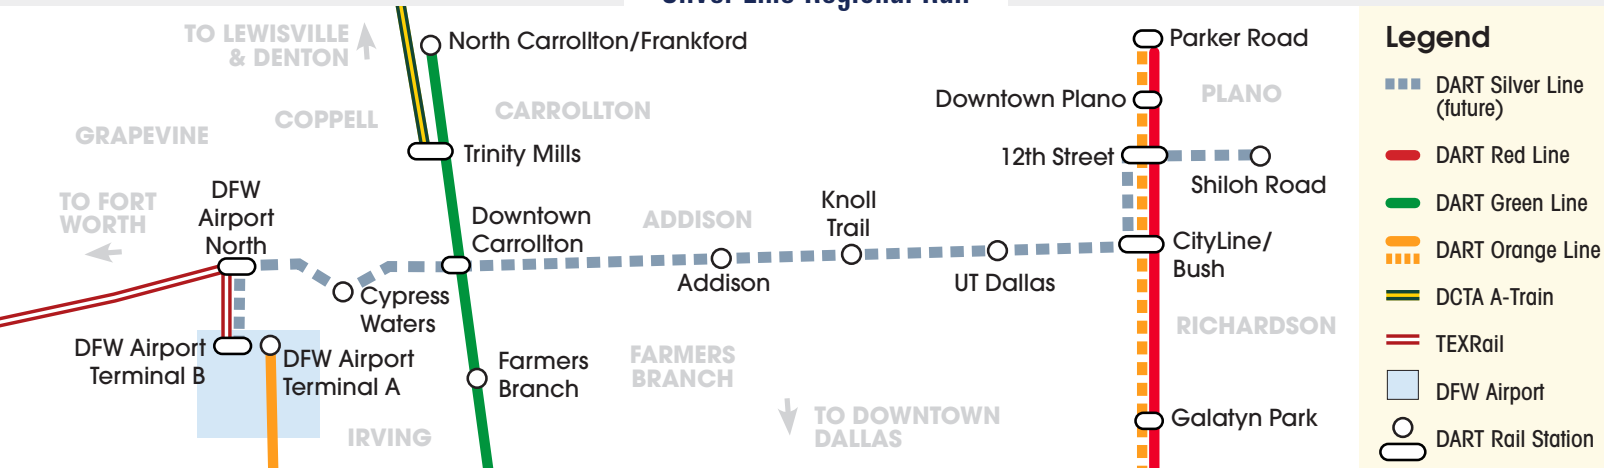 Silver Line Regional Rail
TO LEWISVILLE
& DENTON
North Carrollton/Frankford
COPPELL
CARROLLTON
GRAPEVINE
Trinity Mills
TO FORT
WORTH
DFW
Airport
North
Downtown
Carrollton
ADDISON
Knoll
Trail
Cypress
Waters
Addison
UT Dallas
DFW Airport
Terminal B
DFW Airport
Terminal A
Farmers
Branch
FARMERS
BRANCH
IRVING
TO DOWNTOWN
DALLAS
Parker Road
Downtown Plano
PLANO
12th Street
Shiloh Road
CityLine/
Bush
RICHARDSON
Galatyn Park
Legend
DART Silver Line
(future)
DART Red Line
DART Green Line
DART Orange Line
DCTA A-Train
TEXRail
DFW Airport
DART Rail Station